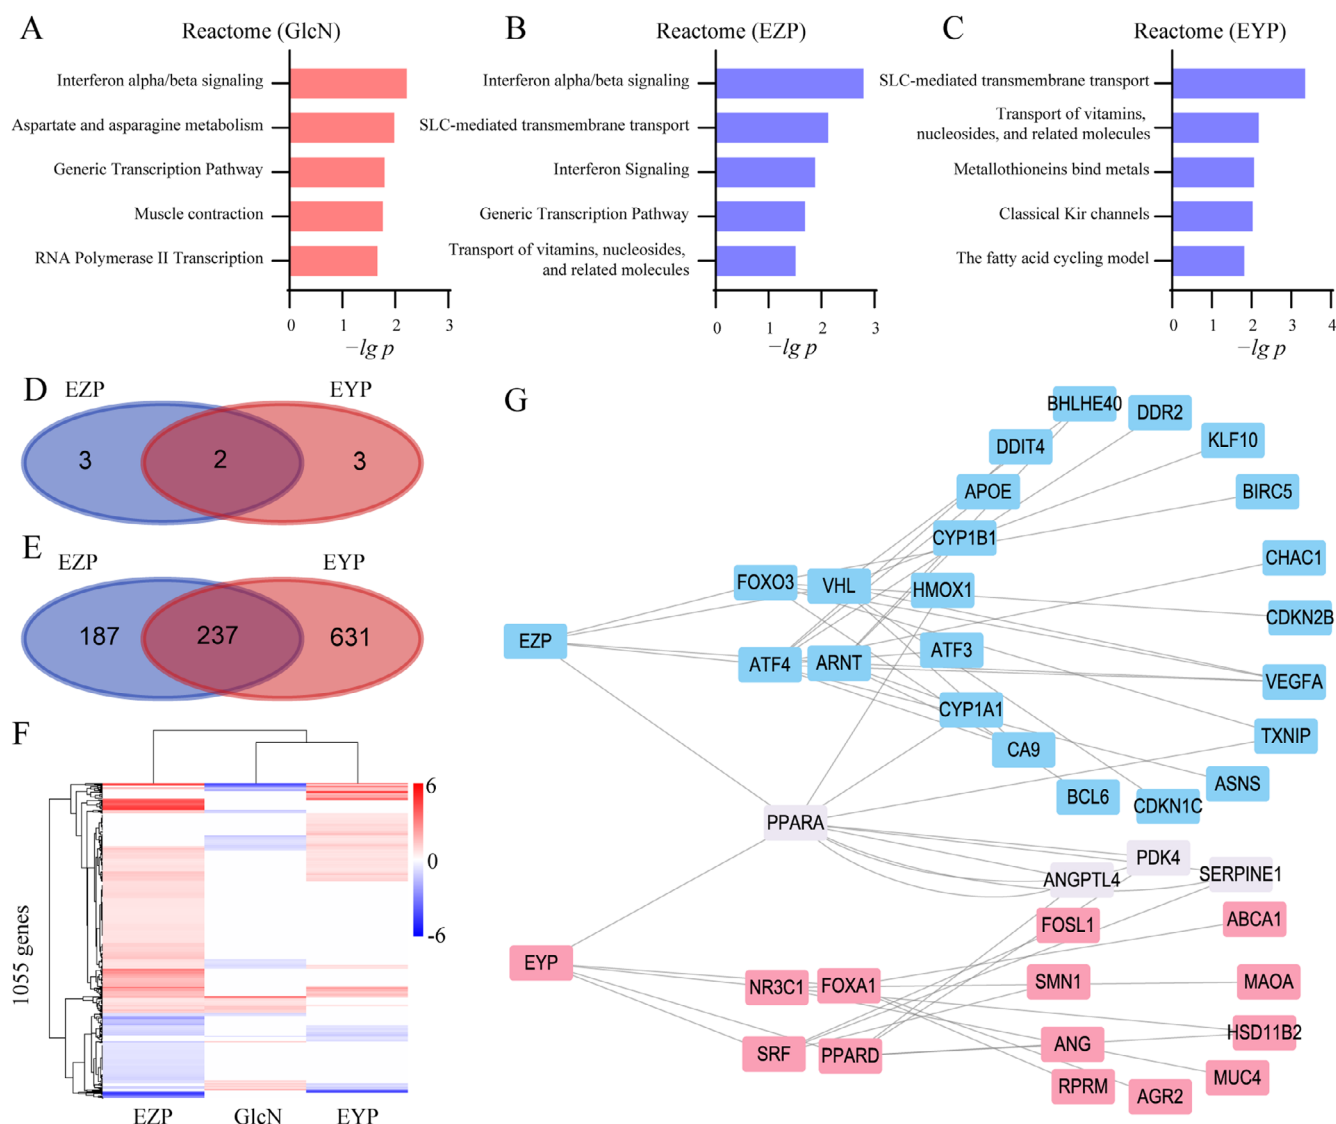 A
Reactome (GlcN)
Interferon alpha/beta signaling
Aspartate and asparagine metabolism
Generic Transcription Pathway
Muscle contraction
RNA Polymerase II Transcription
0 1 2 3
−lg p
B
Reactome (EZP)
Interferon alpha/beta signaling
SLC-mediated transmembrane transport
Interferon Signaling
Generic Transcription Pathway
Transport of vitamins, nucleosides,
and related molecules
0 1 2 3
−lg p
C
Reactome (EYP)
SLC-mediated transmembrane transport
Transport of vitamins,
nucleosides, and related molecules
Metallothioneins bind metals
Classical Kir channels
The fatty acid cycling model
0 1 2 3 4
−lg p
D
EZP EYP
3 2 3
E
EZP EYP
187 237 631
F
6
0
-6
1055 genes
EZP GlcN EYP
G
BHLHE40
DDR2
DDIT4
KLF10
APOE
BIRC5
CYP1B1
CHAC1
FOXO3
VHL
HMOX1
CDKN2B
EZP
ATF4
ARNT
ATF3
VEGFA
CYP1A1
TXNIP
CA9
ASNS
BCL6
CDKN1C
PPARA
PDK4
ANGPTL4
SERPINE1
FOSL1
ABCA1
EYP
NR3C1
FOXA1
SMN1
MAOA
SRF
PPARD
ANG
HSD11B2
RPRM
MUC4
AGR2